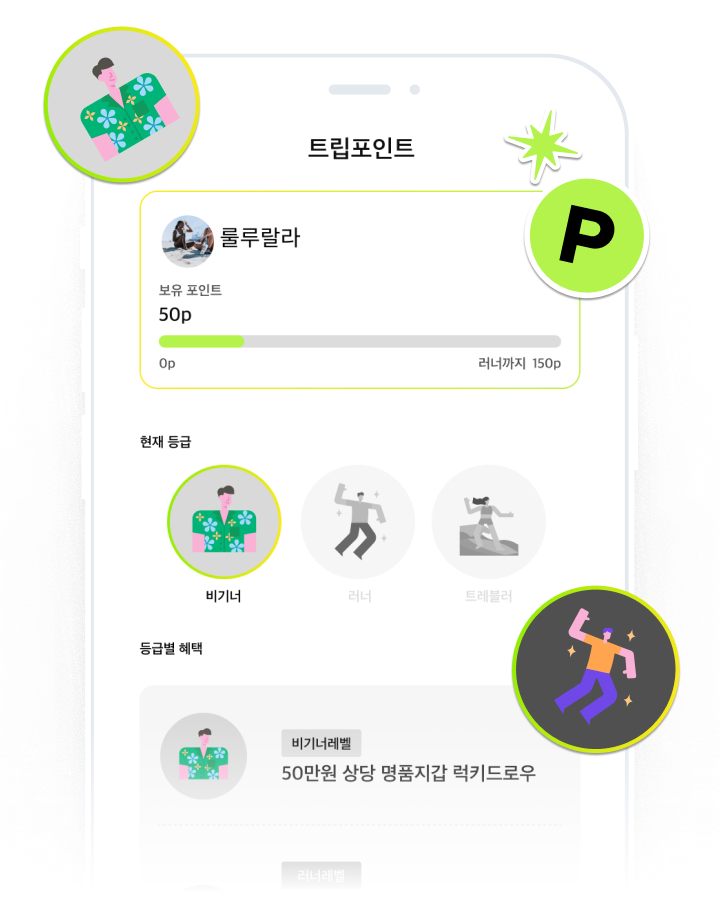 트립포인트
P
룰루랄라
보유 포인트
50p
0p 러너까지 150p
현재 등급
비기너 러너 트레블러
등급별 혜택
비기너레벨
50만원 상당 명품지갑 럭키드로우
러너레벨